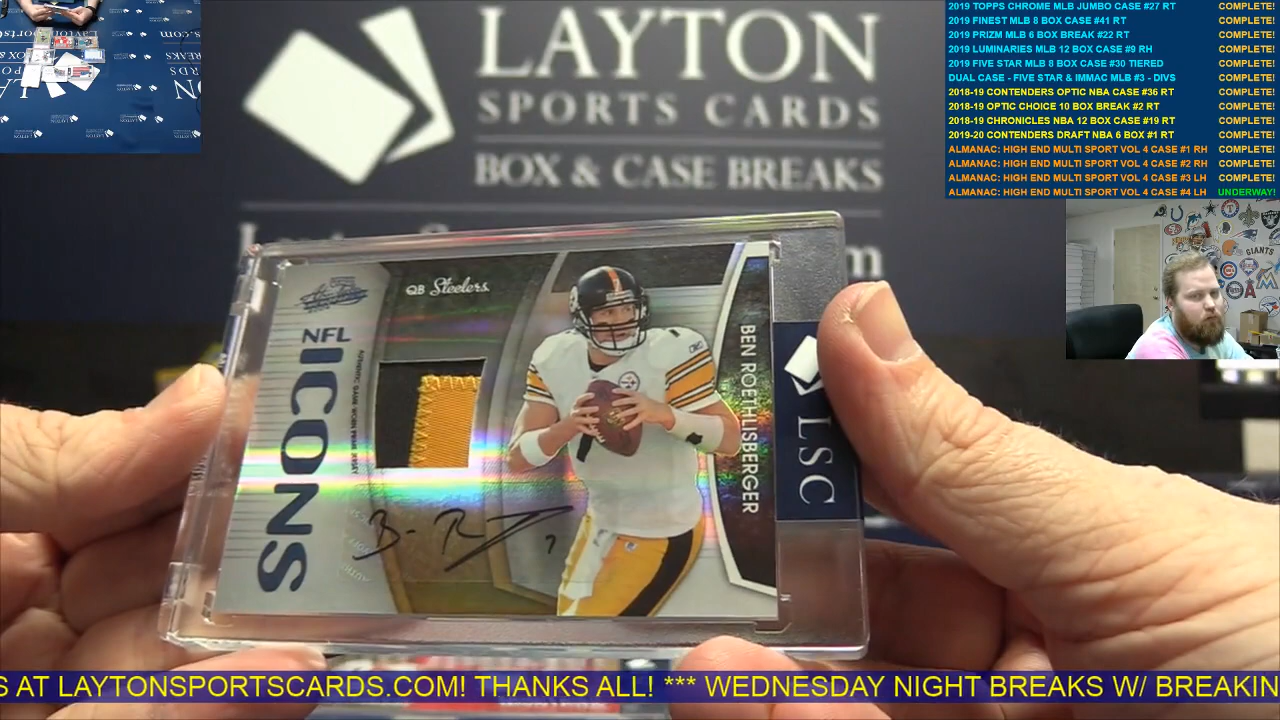 LAYTON
SPORTS CARDS
BOX & CASE BREAKS
2019 TOPPS CHROME MLB JUMBO CASE #27 RT COMPLETE!
2019 FINEST MLB 8 BOX CASE #41 RT COMPLETE!
2019 PRIZM MLB 6 BOX BREAK #22 RT COMPLETE!
2019 LUMINARIES MLB 12 BOX CASE #9 RH COMPLETE!
2019 FIVE STAR MLB 8 BOX CASE #30 TIERED COMPLETE!
DUAL CASE - FIVE STAR & IMMAC MLB #3 - DIVS COMPLETE!
2018-19 CONTENDERS OPTIC NBA CASE #36 RT COMPLETE!
2018-19 OPTIC CHOICE 10 BOX BREAK #2 RT COMPLETE!
2018-19 CHRONICLES NBA 12 BOX CASE #19 RT COMPLETE!
2019-20 CONTENDERS DRAFT NBA 6 BOX #1 RT COMPLETE!
ALMANAC: HIGH END MULTI SPORT VOL 4 CASE #1 RH COMPLETE!
ALMANAC: HIGH END MULTI SPORT VOL 4 CASE #2 RH COMPLETE!
ALMANAC: HIGH END MULTI SPORT VOL 4 CASE #3 LH COMPLETE!
ALMANAC: HIGH END MULTI SPORT VOL 4 CASE #4 LH UNDERWAY!
GIANTS
QB Steelers
NFL
ICONS
AUTHENTIC GAME-WORN PRIME JERSEY
BEN ROETHLISBERGER
LSC
S AT LAYTONSPORTSCARDS.COM! THANKS ALL! *** WEDNESDAY NIGHT BREAKS W/ BREAKIN